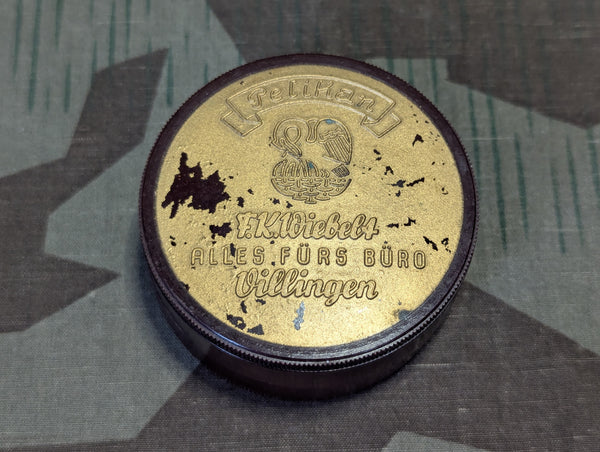 Pelikan
F.K.Wiebelt
ALLES FÜRS BÜRO
Villingen